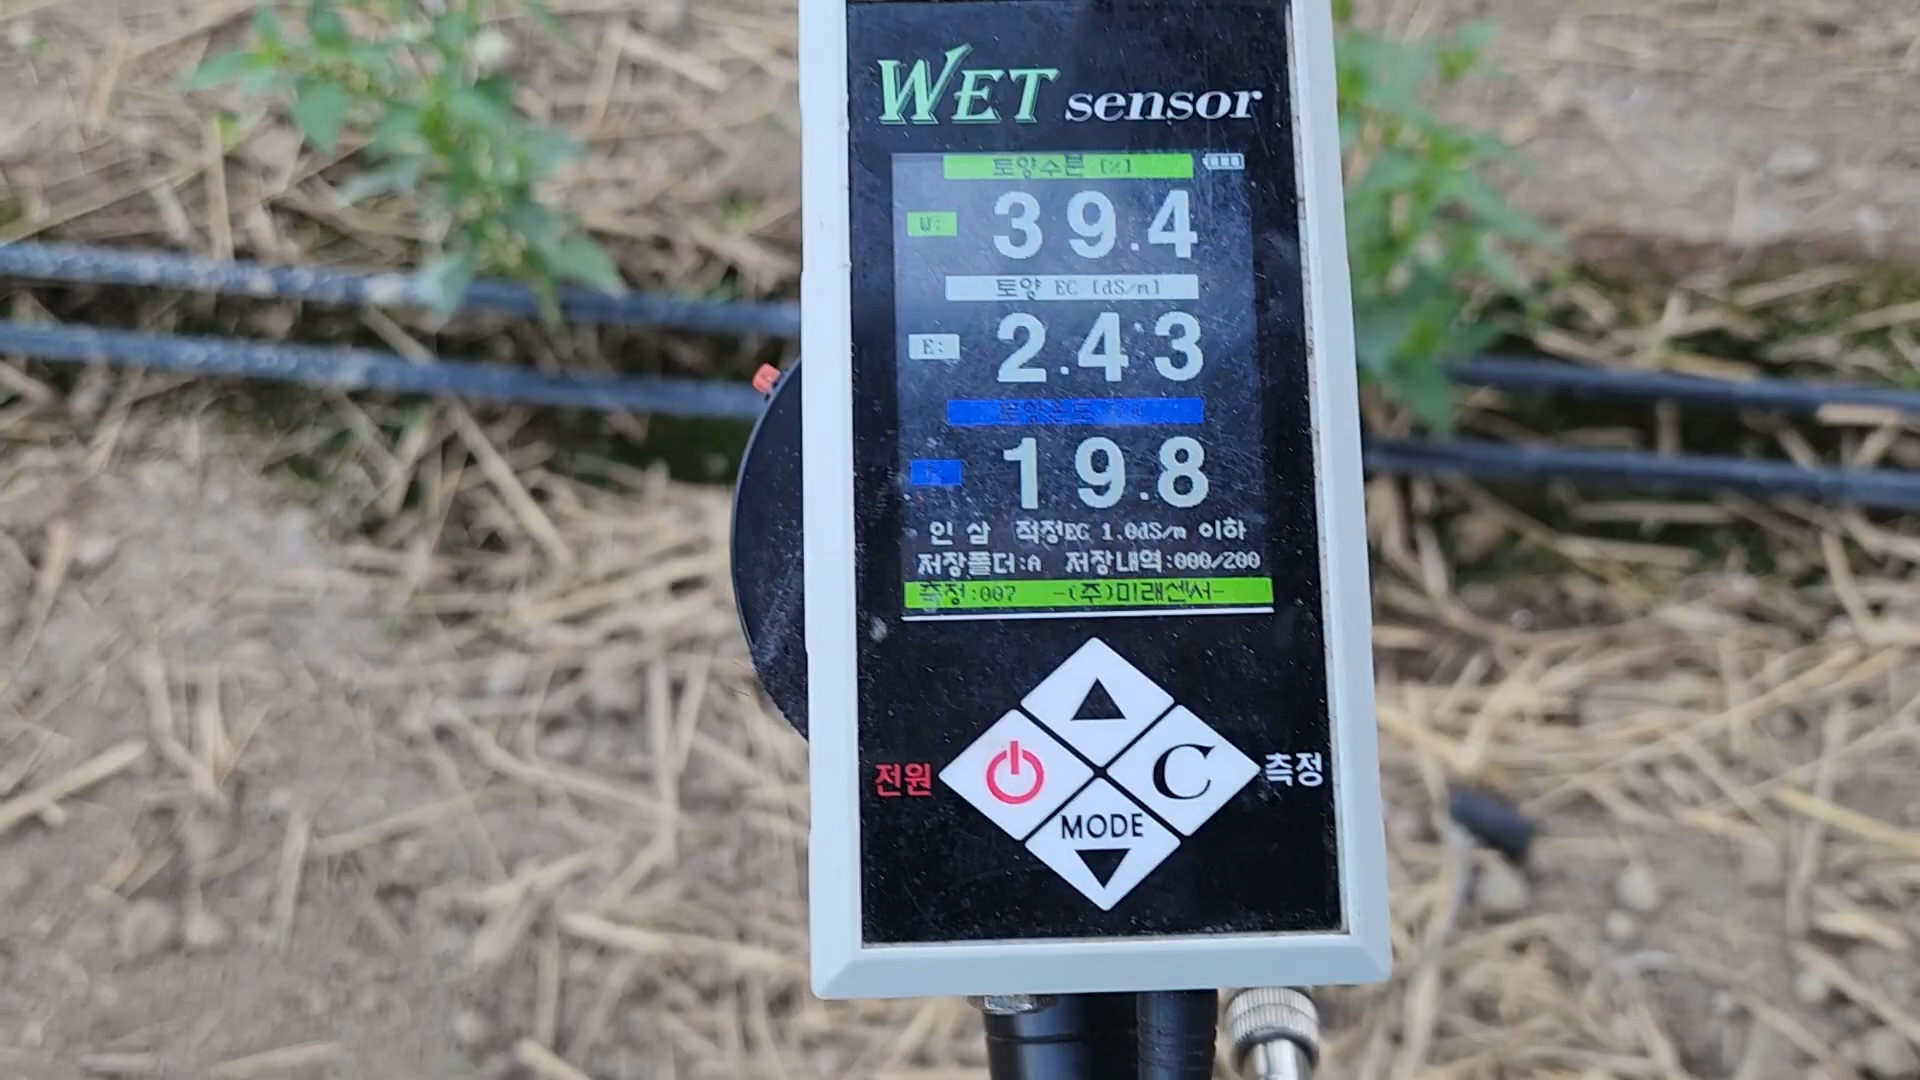 WET sensor
토양수분 [%]
W: 39.4
토양 EC [dS/m]
E: 2.43
토양온도
19.8
인 삼 적정EC 1.0dS/m 이하
저장폴더:A 저장내역:000/200
측정:007 -(주)미래센서-
전원
C
측정
MODE